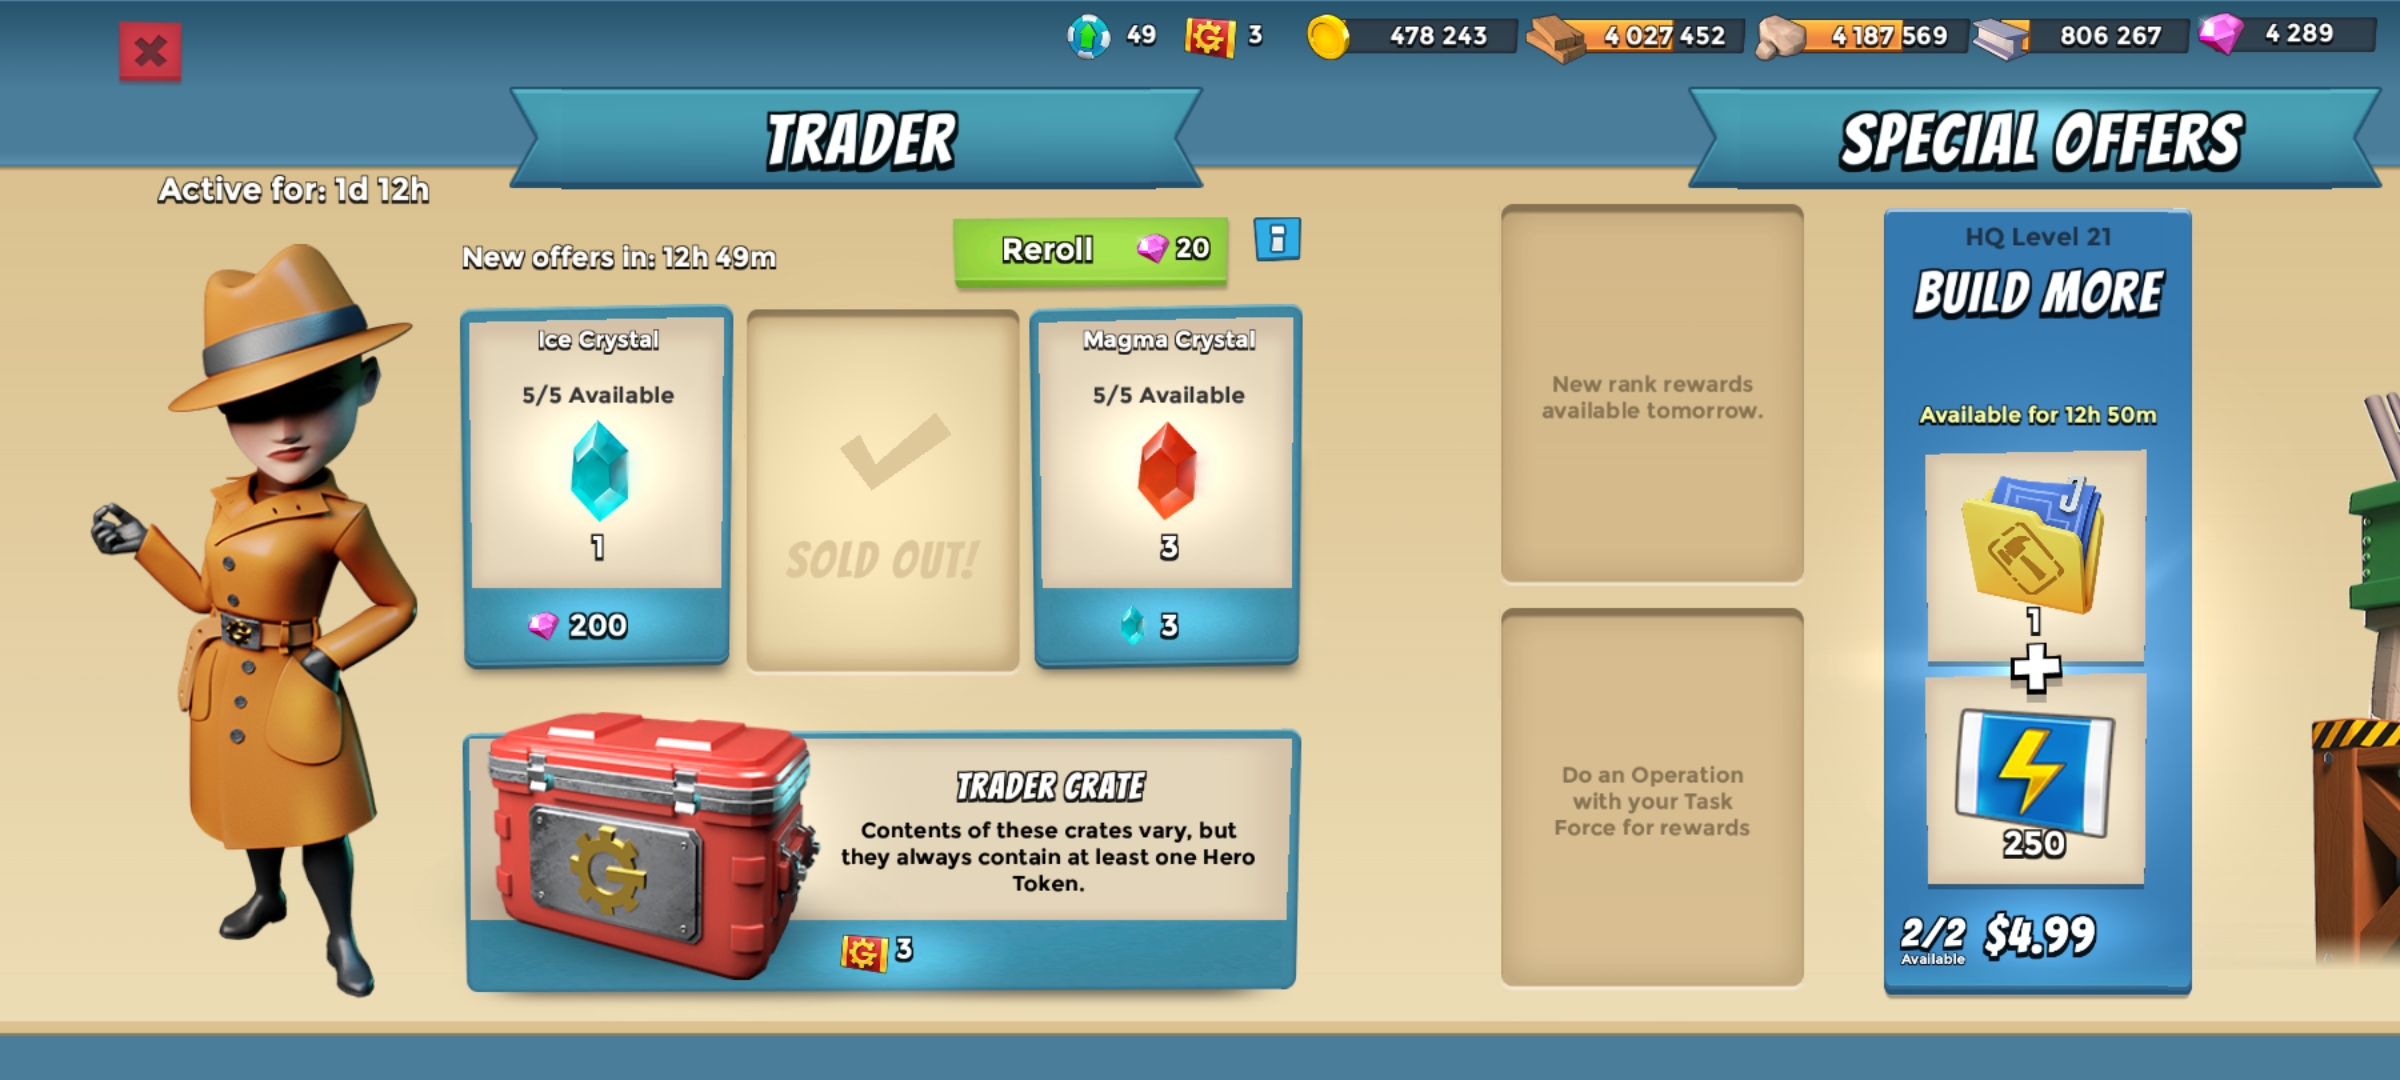 49
3
478 243
4 027 452
4 187 569
806 267
4 289
TRADER
SPECIAL OFFERS
Active for: 1d 12h
New offers in: 12h 49m
Reroll 20
i
Ice Crystal
5/5 Available
1
200
SOLD OUT!
Magma Crystal
5/5 Available
3
3
TRADER CRATE
Contents of these crates vary, but
they always contain at least one Hero
Token.
G
3
New rank rewards
available tomorrow.
Do an Operation
with your Task
Force for rewards
HQ Level 21
BUILD MORE
Available for 12h 50m
1
250
2/2
Available
$4.99